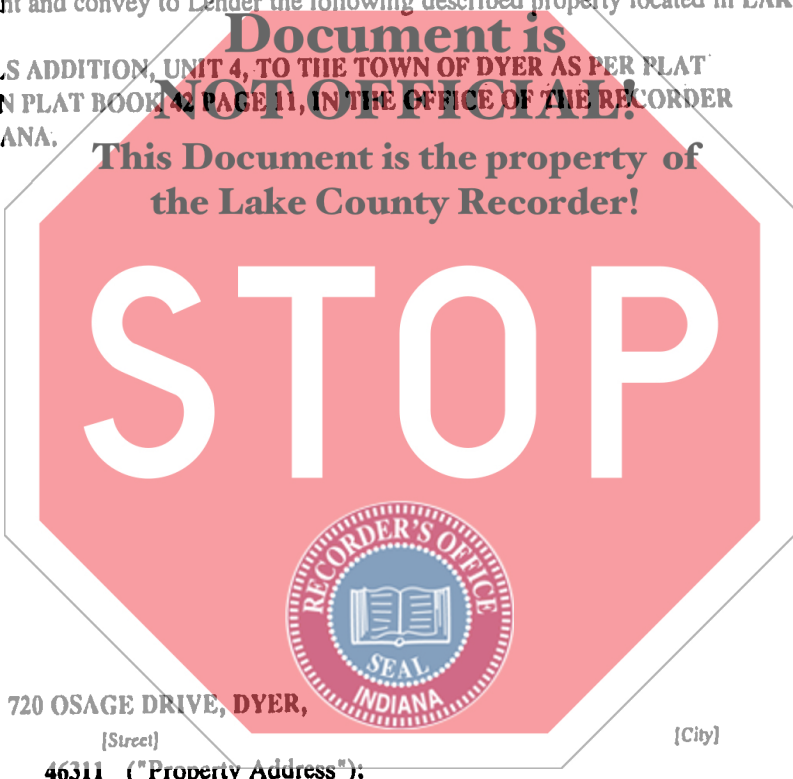 nt and convey to Lender the following described property located in LAK
Document is
S ADDITION, UNIT 4, TO THE TOWN OF DYER AS PER PLAT
NOT OFFICIAL!
N PLAT BOOK 42 PAGE 11, IN THE OFFICE OF THE RECORDER
ANA.
This Document is the property of
the Lake County Recorder!
STOP
RECORDER'S OFFICE
SEAL
INDIANA
720 OSAGE DRIVE, DYER,
[Street] [City]
46311 ("Property Address");